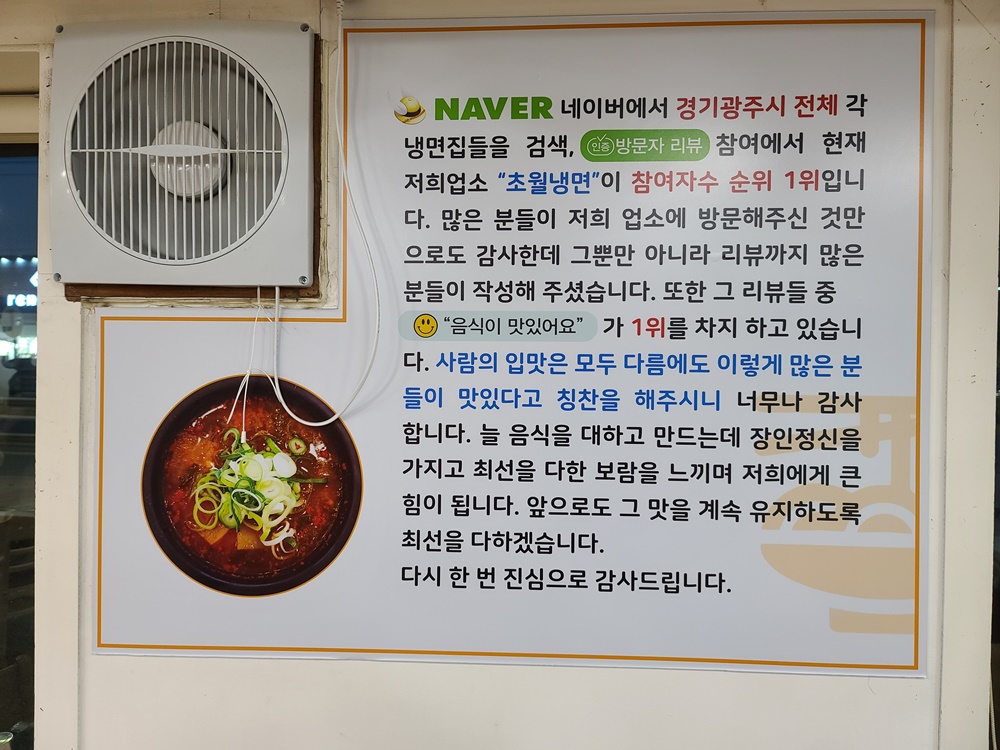 NAVER 네이버에서 경기광주시 전체 각
냉면집들을 검색, 인증 방문자 리뷰 참여에서 현재
저희업소 “초월냉면”이 참여자수 순위 1위입니
다. 많은 분들이 저희 업소에 방문해주신 것만
으로도 감사한데 그뿐만 아니라 리뷰까지 많은
분들이 작성해 주셨습니다. 또한 그 리뷰들 중
“음식이 맛있어요” 가 1위를 차지 하고 있습니
다. 사람의 입맛은 모두 다름에도 이렇게 많은 분
들이 맛있다고 칭찬을 해주시니 너무나 감사
합니다. 늘 음식을 대하고 만드는데 장인정신을
가지고 최선을 다한 보람을 느끼며 저희에게 큰
힘이 됩니다. 앞으로도 그 맛을 계속 유지하도록
최선을 다하겠습니다.
다시 한 번 진심으로 감사드립니다.